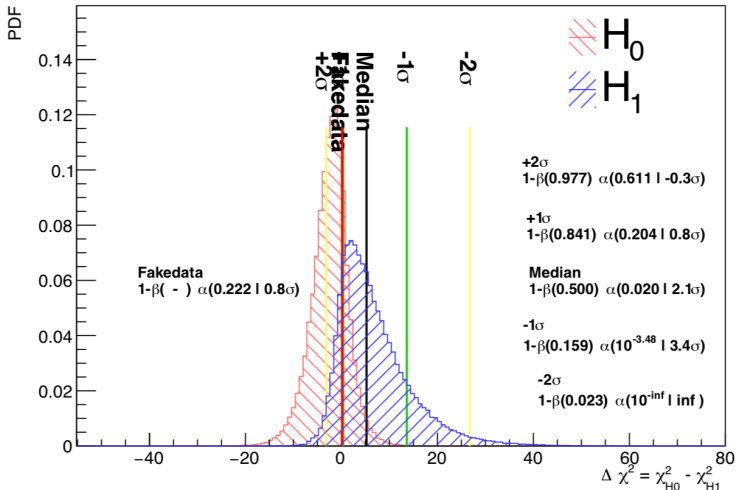 PDF
0.14
0.12
0.1
0.08
0.06
0.04
0.02
0
−40
−20
0
20
40
60
80
Δ χ² = χ²_H0 - χ²_H1
H₀
H₁
+2σ
Fakedata
Median
-1σ
-2σ
+2σ
1-β(0.977) α(0.611 | -0.3σ)
+1σ
1-β(0.841) α(0.204 | 0.8σ)
Fakedata
1-β( - ) α(0.222 | 0.8σ)
Median
1-β(0.500) α(0.020 | 2.1σ)
-1σ
1-β(0.159) α(10^-3.48 | 3.4σ)
-2σ
1-β(0.023) α(10^-inf | inf )